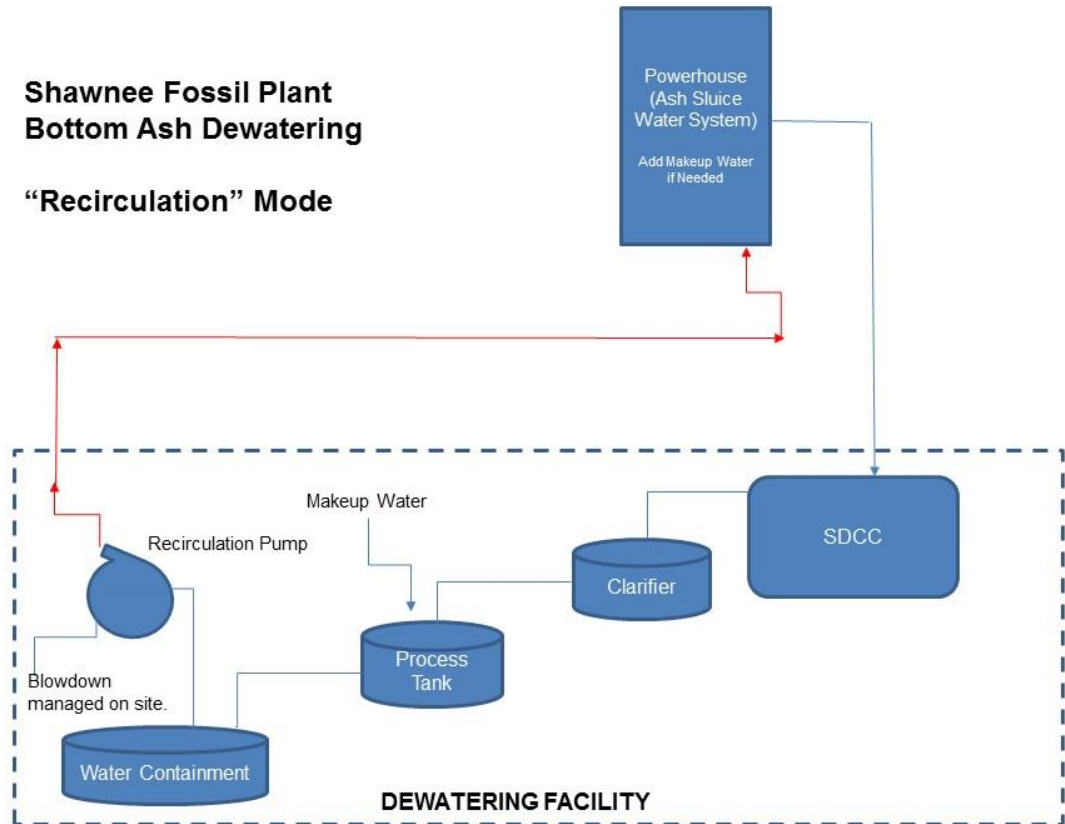 Shawnee Fossil Plant
Bottom Ash Dewatering
“Recirculation” Mode
Powerhouse
(Ash Sluice
Water System)
Add Makeup Water
if Needed
Makeup Water
Recirculation Pump
SDCC
Clarifier
Process
Tank
Blowdown
managed on site.
Water Containment
DEWATERING FACILITY